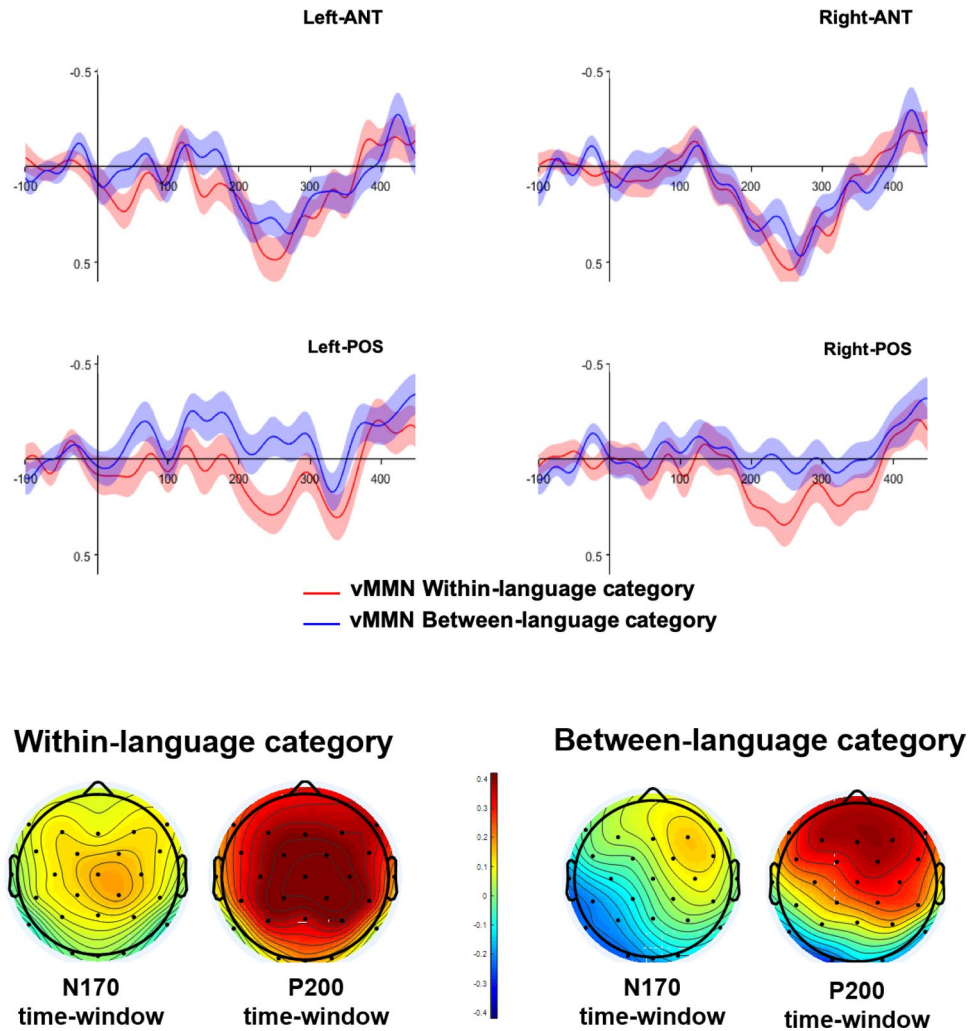 Left-ANT
Right-ANT
-0.5
-0.5
-100
100
200
300
400
-100
100
200
300
400
0.5
0.5
Left-POS
Right-POS
-0.5
-0.5
-100
100
200
300
400
-100
100
200
300
400
0.5
0.5
vMMN Within-language category
vMMN Between-language category
Within-language category
Between-language category
0.4
0.3
0.2
0.1
0
-0.1
-0.2
-0.3
-0.4
N170
time-window
P200
time-window
N170
time-window
P200
time-window